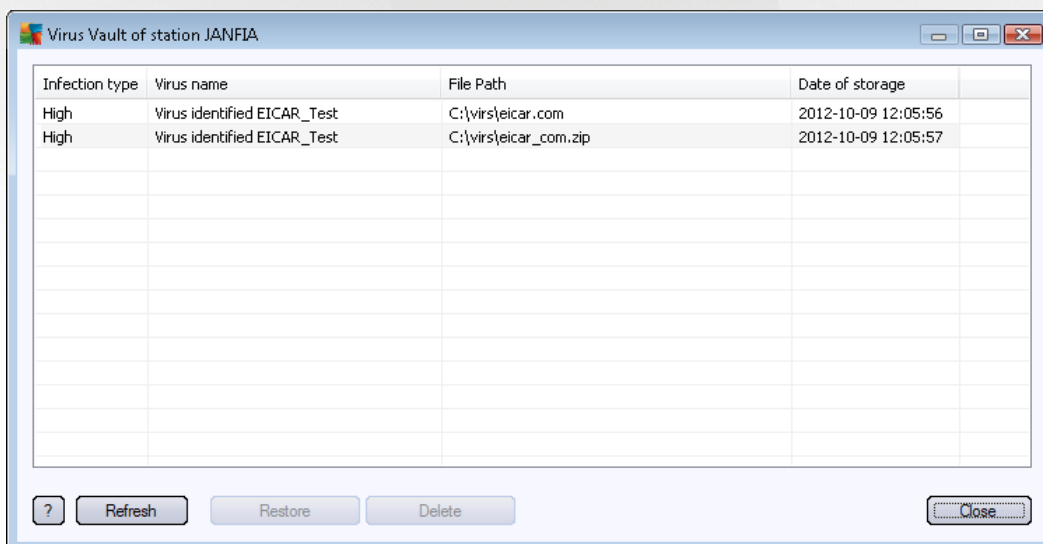 Virus Vault of station JANFIA
Infection type Virus name File Path Date of storage
High Virus identified EICAR_Test C:\virs\eicar.com 2012-10-09 12:05:56
High Virus identified EICAR_Test C:\virs\eicar_com.zip 2012-10-09 12:05:57
? Refresh Restore Delete Close